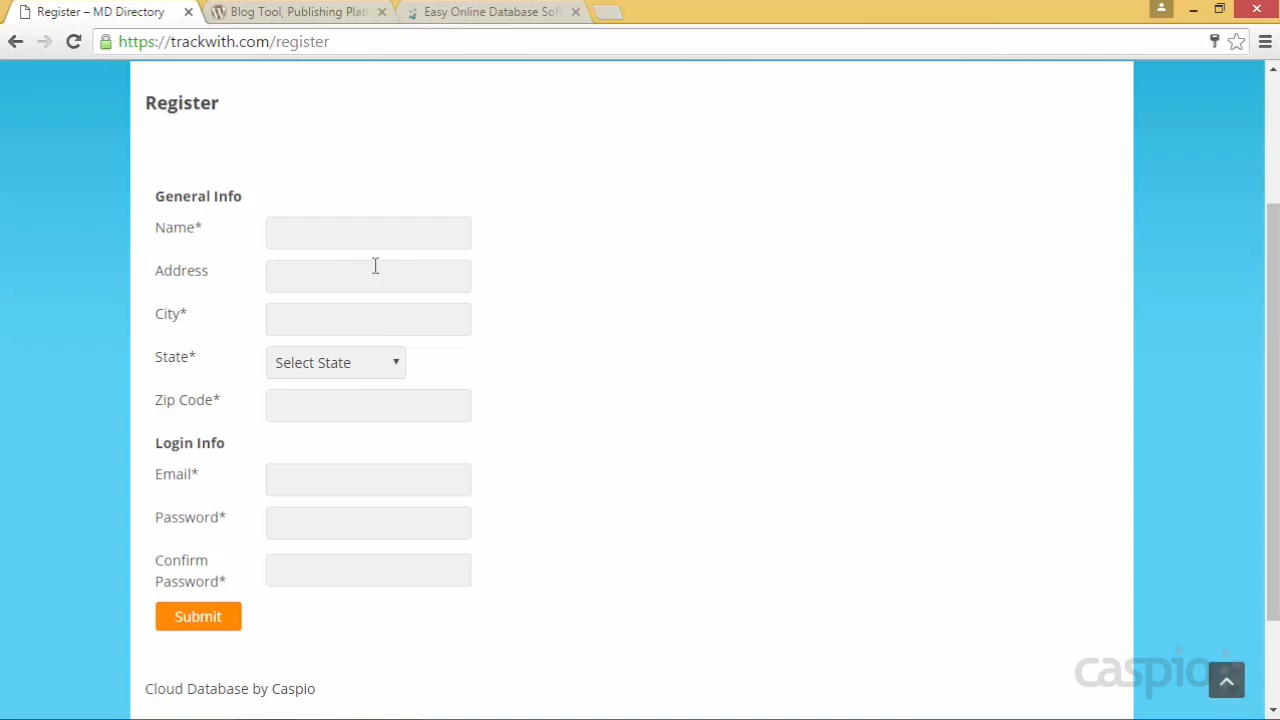 Register – MD Directory
Blog Tool, Publishing Plat
Easy Online Database Soft
https://trackwith.com/register
Register
General Info
Name*
Address
City*
State*
Select State
Zip Code*
Login Info
Email*
Password*
Confirm
Password*
Submit
Cloud Database by Caspio
caspio